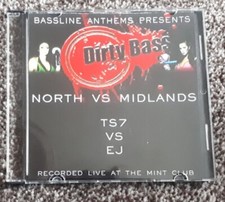 BASSLINE ANTHEMS PRESENTS
Dirty Bass
NORTH VS MIDLANDS
TS7
VS
EJ
RECORDED LIVE AT THE MINT CLUB